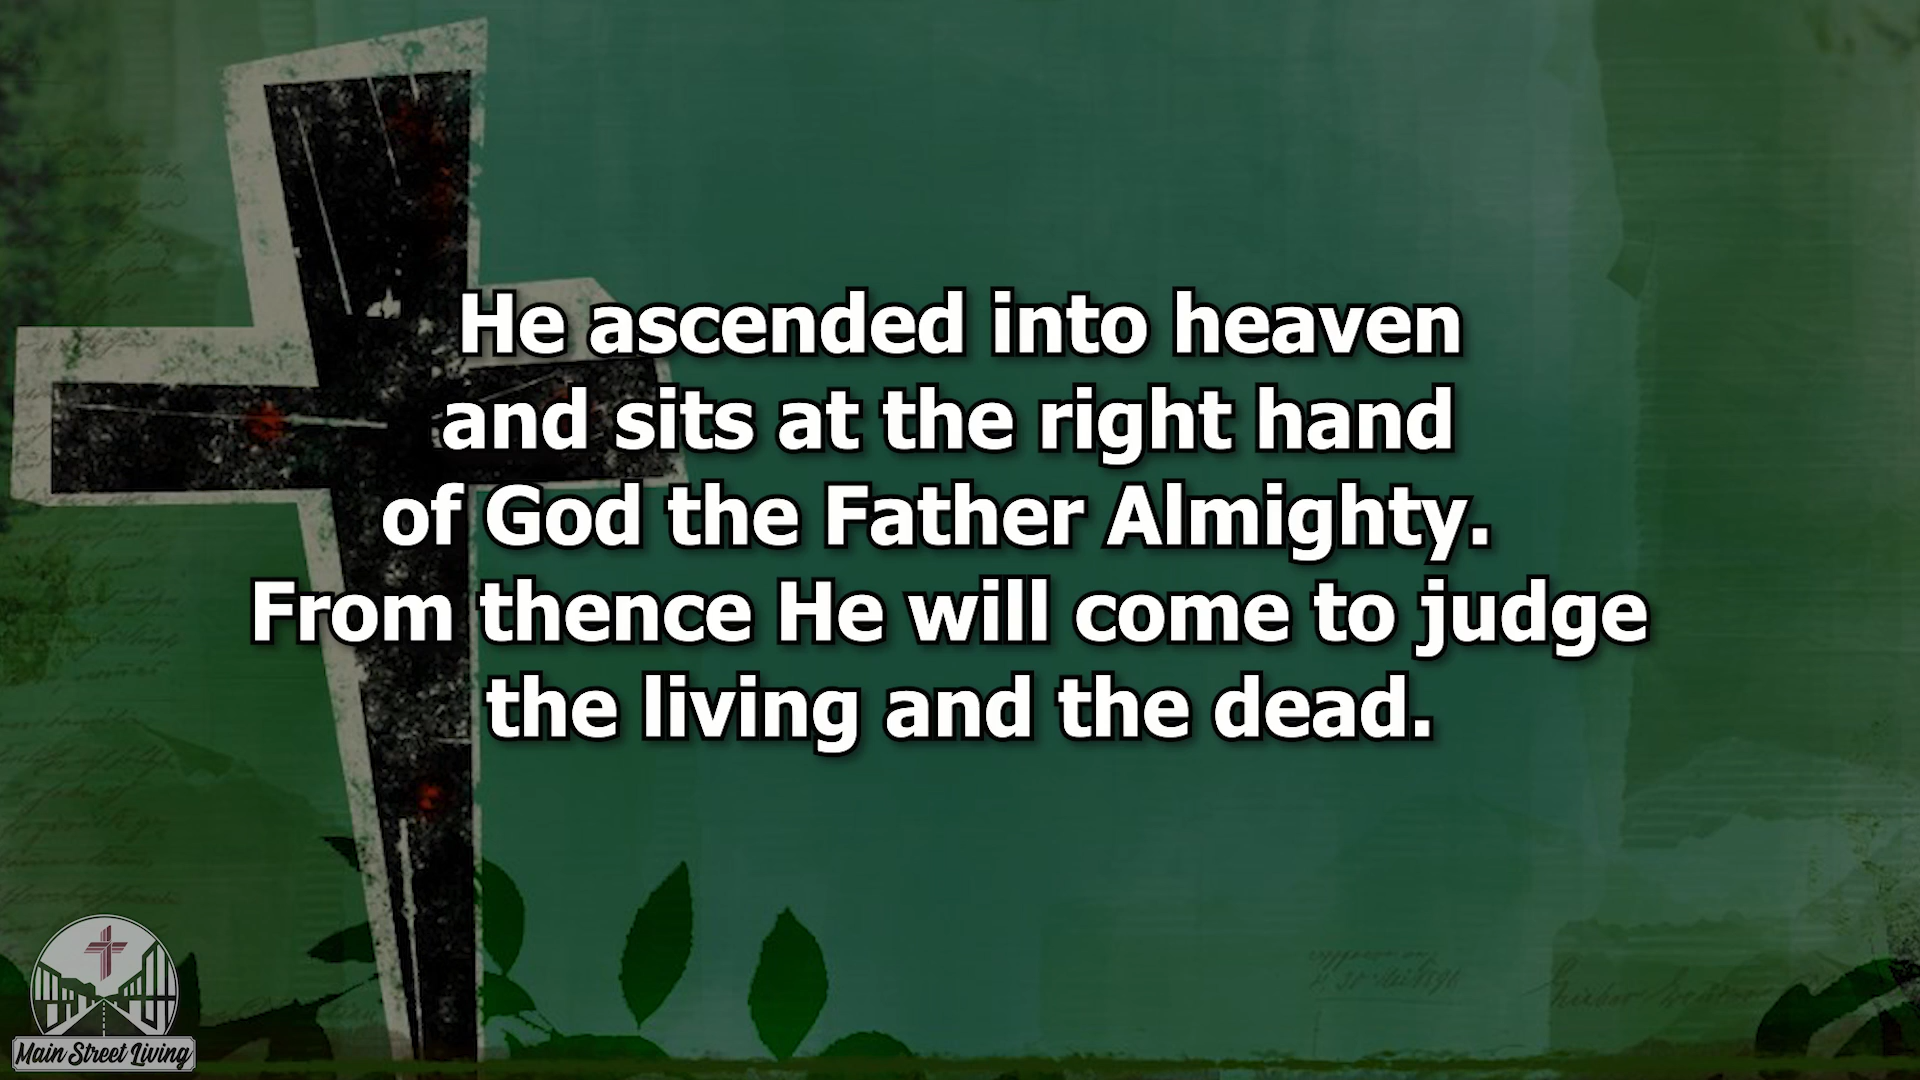 He ascended into heaven
and sits at the right hand
of God the Father Almighty.
From thence He will come to judge
the living and the dead.
Main Street Living